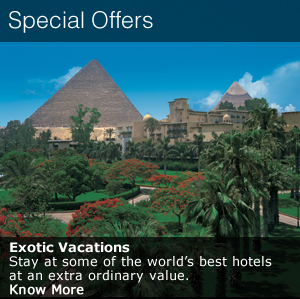 Special Offers
Exotic Vacations
Stay at some of the world's best hotels
at an extra ordinary value.
Know More